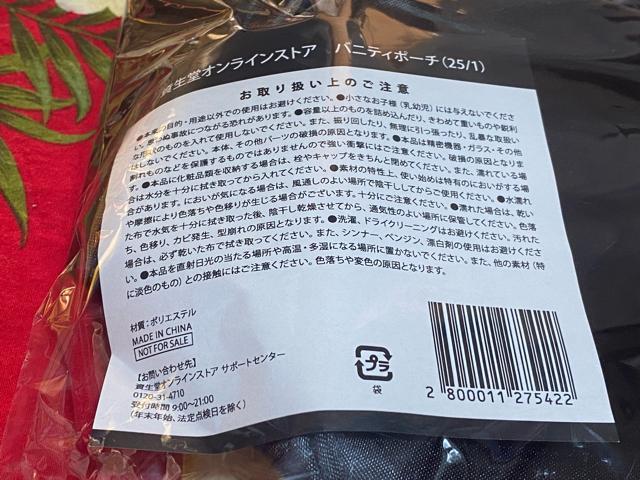 資生堂オンラインストア バニティポーチ(25/1)
お取り扱い上のご注意
●本来の目的・用途以外での使用はお避けください。●小さなお子様(乳幼児)には与えないでくださ
い。思わぬ事故につながる恐れがあります。●容量以上のものを詰め込んだり、きわめて重いものや鋭利
な形状のものを入れて使用しないでください。また、振り回したり、無理に引っ張ったり、乱暴な取扱い
はしないでください。本体、その他パーツの破損の原因となります。●本品は精密機器・ガラス・その他
割れものなどを保護するものではありませんので強い衝撃にはご注意ください。破損の原因となりま
す。●本品に化粧品類を収納する場合は、栓やキャップをきちんと閉めてください。また、濡れている場
合は水分を十分に拭き取ってから入れてください。●素材の特性上、使い始めは特有のにおいがする場
合があります。においが気になる場合は、風通しのよい場所で陰干ししてからご使用ください。●水濡れ
や摩擦により色落ちや色移りが生じる場合がございます。十分にご注意ください。●濡れた場合は、乾い
た布で水気を十分に拭き取った後、陰干し乾燥させてから、通気性のよい場所に保管してください。色落
ち、色移り、カビ発生、型崩れの原因となります。●洗濯、ドライクリーニングはお避けください。汚れた
場合は、必ず乾いた布で拭き取ってください。また、シンナー、ベンジン、漂白剤の使用はお避けくださ
い。●本品を直射日光の当たる場所や高温・多湿になる場所に置かないでください。また、他の素材(特
に淡色のもの)との接触にはご注意ください。色落ちや変色の原因となります。
材質:ポリエステル
MADE IN CHINA
NOT FOR SALE
【お問い合わせ先】
資生堂オンラインストア サポートセンター
0120-31-4710
受付時間 9:00〜21:00
(年末年始、法定点検日を除く)
プラ
袋
2 800011 275422